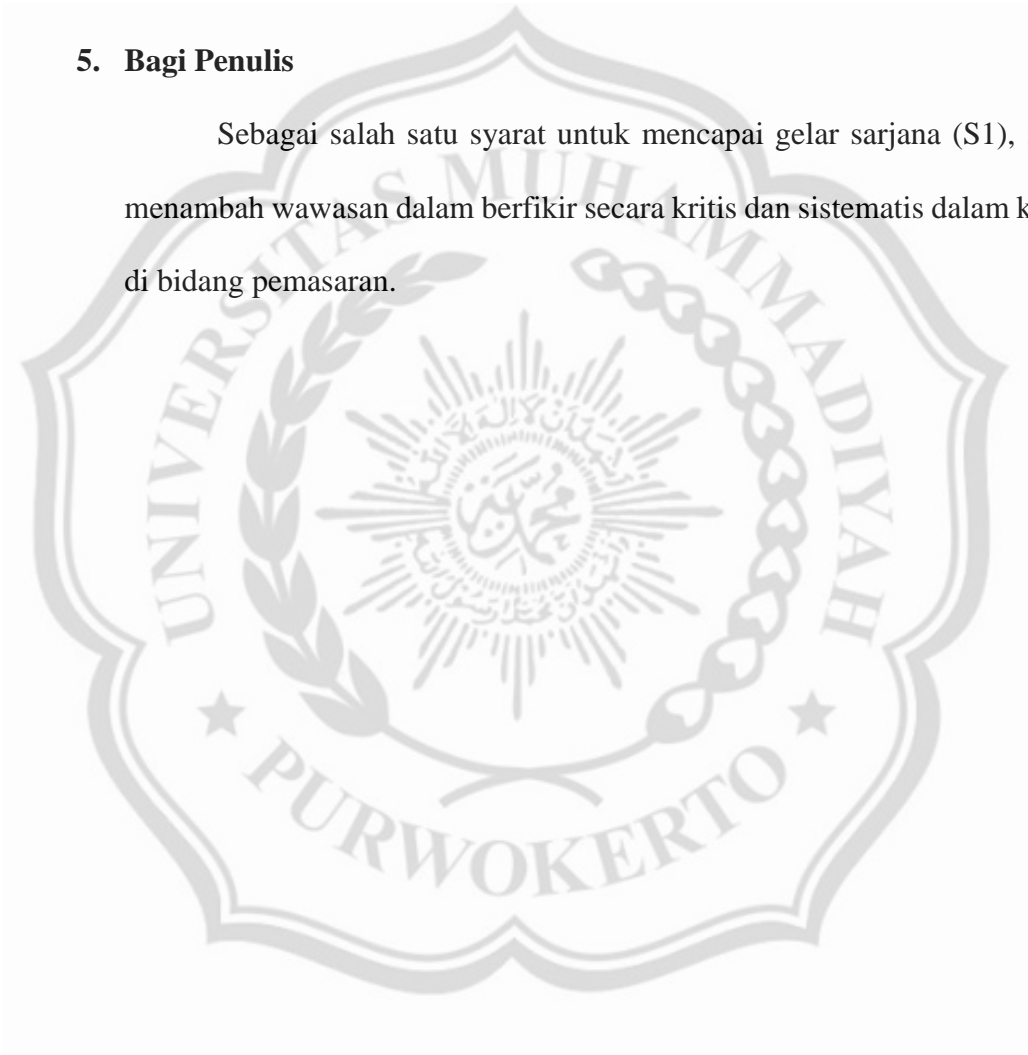 5. Bagi Penulis
Sebagai salah satu syarat untuk mencapai gelar sarjana (S1),
menambah wawasan dalam berfikir secara kritis dan sistematis dalam k
di bidang pemasaran.
UNIVERSITAS MUHAMMADIYAH
PURWOKERTO
محمد